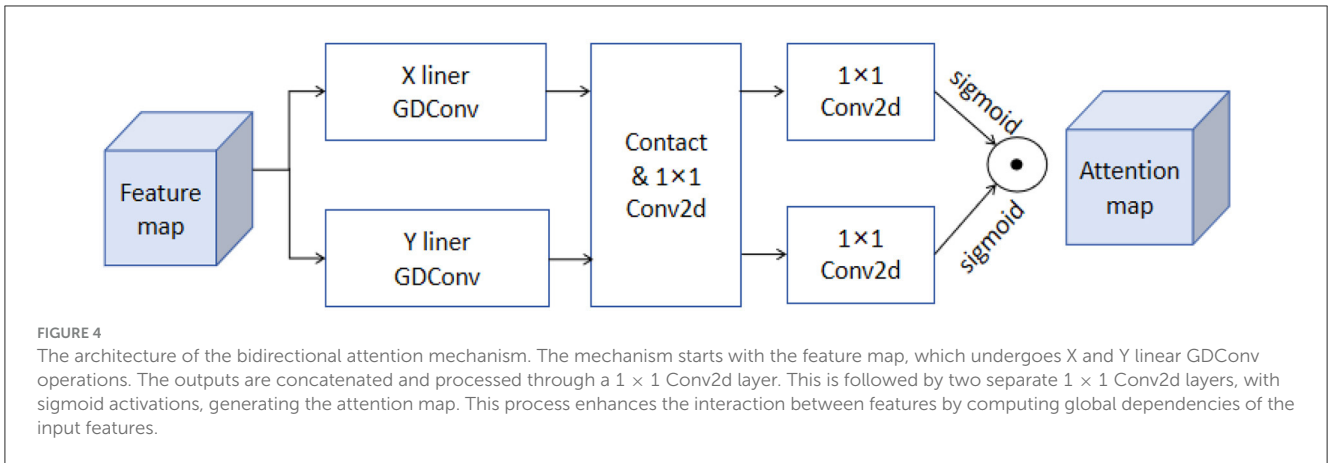 Feature
map
X liner
GDConv
Y liner
GDConv
Contact
& 1×1
Conv2d
1×1
Conv2d
1×1
Conv2d
sigmoid
sigmoid
Attention
map
FIGURE 4
The architecture of the bidirectional attention mechanism. The mechanism starts with the feature map, which undergoes X and Y linear GDConv
operations. The outputs are concatenated and processed through a 1 × 1 Conv2d layer. This is followed by two separate 1 × 1 Conv2d layers, with
sigmoid activations, generating the attention map. This process enhances the interaction between features by computing global dependencies of the
input features.